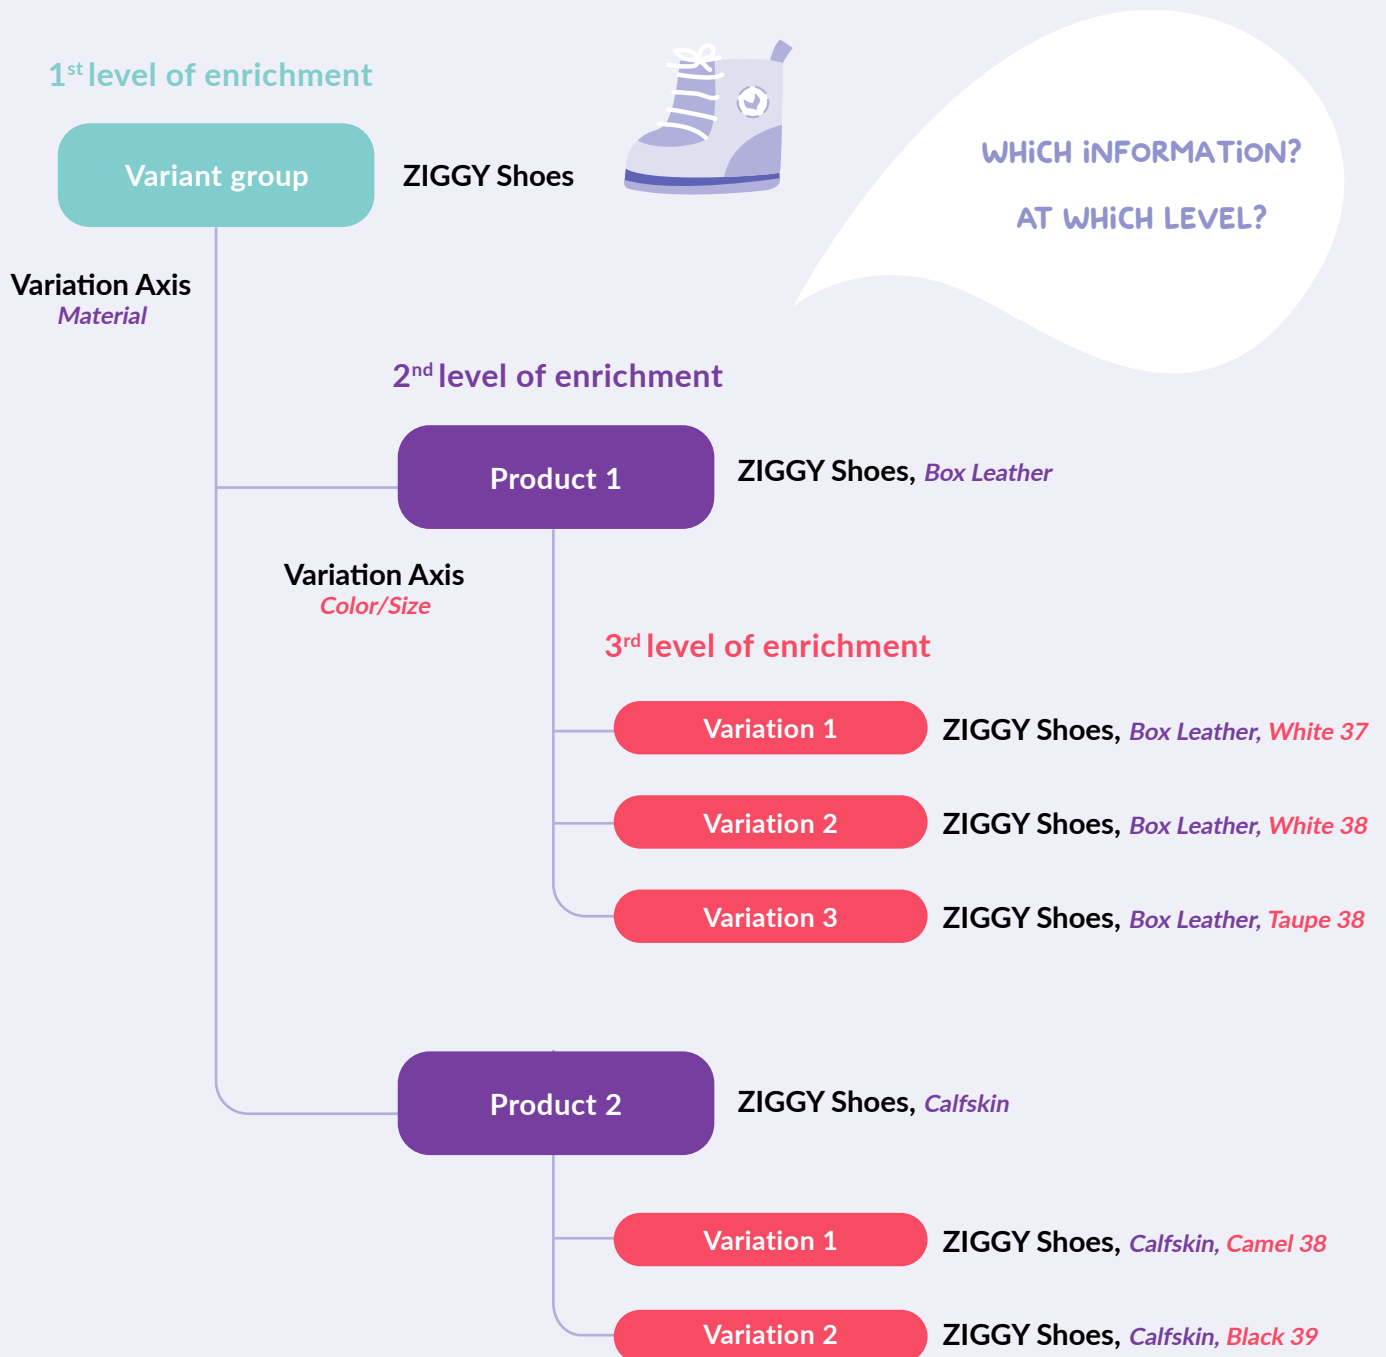 1st level of enrichment
WHiCH iNFORMATiON?
AT WHiCH LEVEL?
Variant group
ZIGGY Shoes
Variation Axis
Material
2nd level of enrichment
Product 1
ZIGGY Shoes, Box Leather
Variation Axis
Color/Size
3rd level of enrichment
Variation 1
ZIGGY Shoes, Box Leather, White 37
Variation 2
ZIGGY Shoes, Box Leather, White 38
Variation 3
ZIGGY Shoes, Box Leather, Taupe 38
Product 2
ZIGGY Shoes, Calfskin
Variation 1
ZIGGY Shoes, Calfskin, Camel 38
Variation 2
ZIGGY Shoes, Calfskin, Black 39